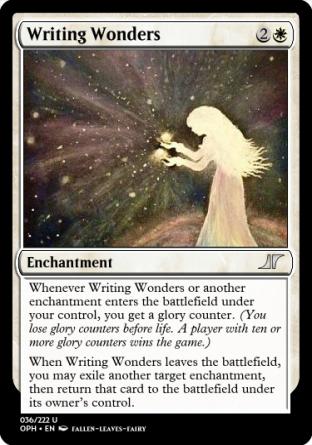 Writing Wonders 2
Enchantment
Whenever Writing Wonders or another
enchantment enters the battlefield under
your control, you get a glory counter. (You
lose glory counters before life. A player with ten or
more glory counters wins the game.)
When Writing Wonders leaves the battlefield,
you may exile another target enchantment,
then return that card to the battlefield under
its owner's control.
036/222 U
OPH • EN FALLEN-LEAVES-FAIRY